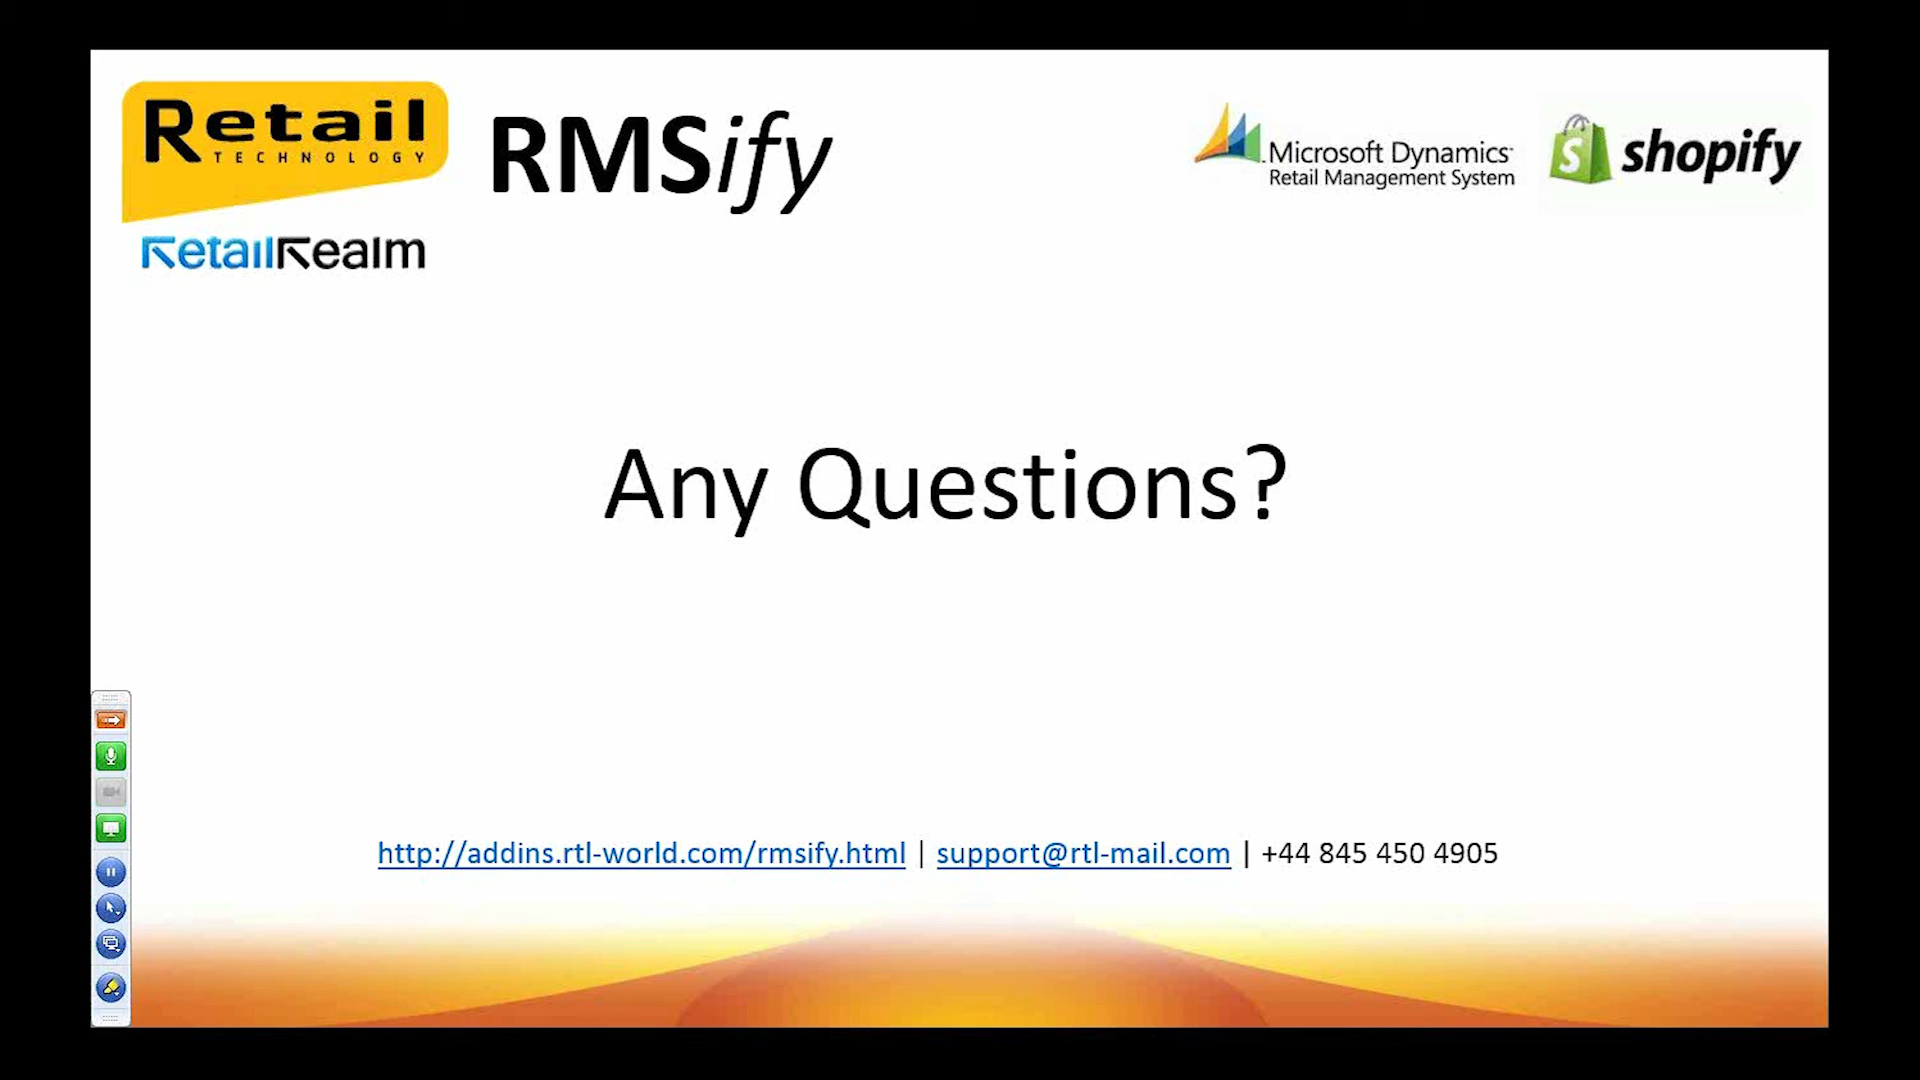 Retail
TECHNOLOGY
RetailRealm
RMSify
Microsoft Dynamics
Retail Management System
shopify
Any Questions?
http://addins.rtl-world.com/rmsify.html | support@rtl-mail.com | +44 845 450 4905